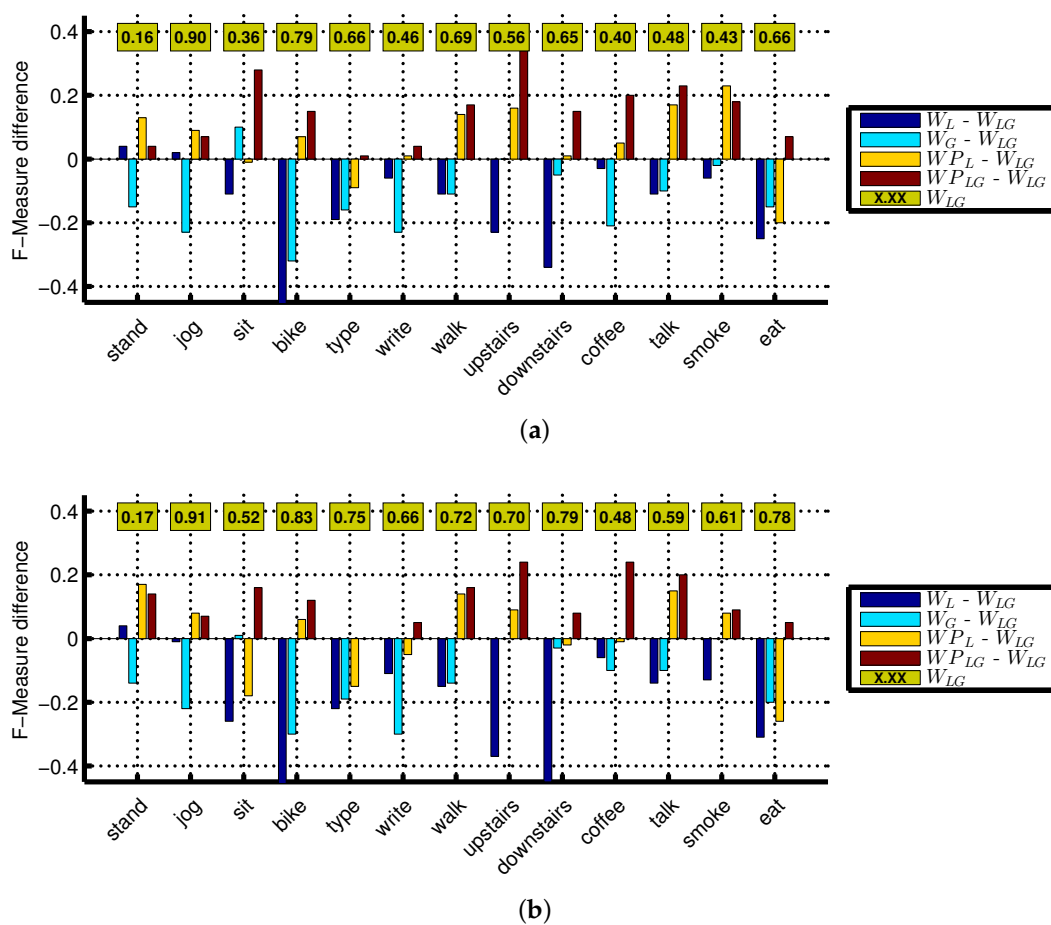 0.4 0.16 0.90 0.36 0.79 0.66 0.46 0.69 0.56 0.65 0.40 0.48 0.43 0.66
0.2
0
−0.2
−0.4
F−Measure difference
stand jog sit bike type write walk upstairs downstairs coffee talk smoke eat
W_L - W_LG
W_G - W_LG
WP_L - W_LG
WP_LG - W_LG
X.XX W_LG
(a)
0.4 0.17 0.91 0.52 0.83 0.75 0.66 0.72 0.70 0.79 0.48 0.59 0.61 0.78
0.2
0
−0.2
−0.4
F−Measure difference
stand jog sit bike type write walk upstairs downstairs coffee talk smoke eat
W_L - W_LG
W_G - W_LG
WP_L - W_LG
WP_LG - W_LG
X.XX W_LG
(b)